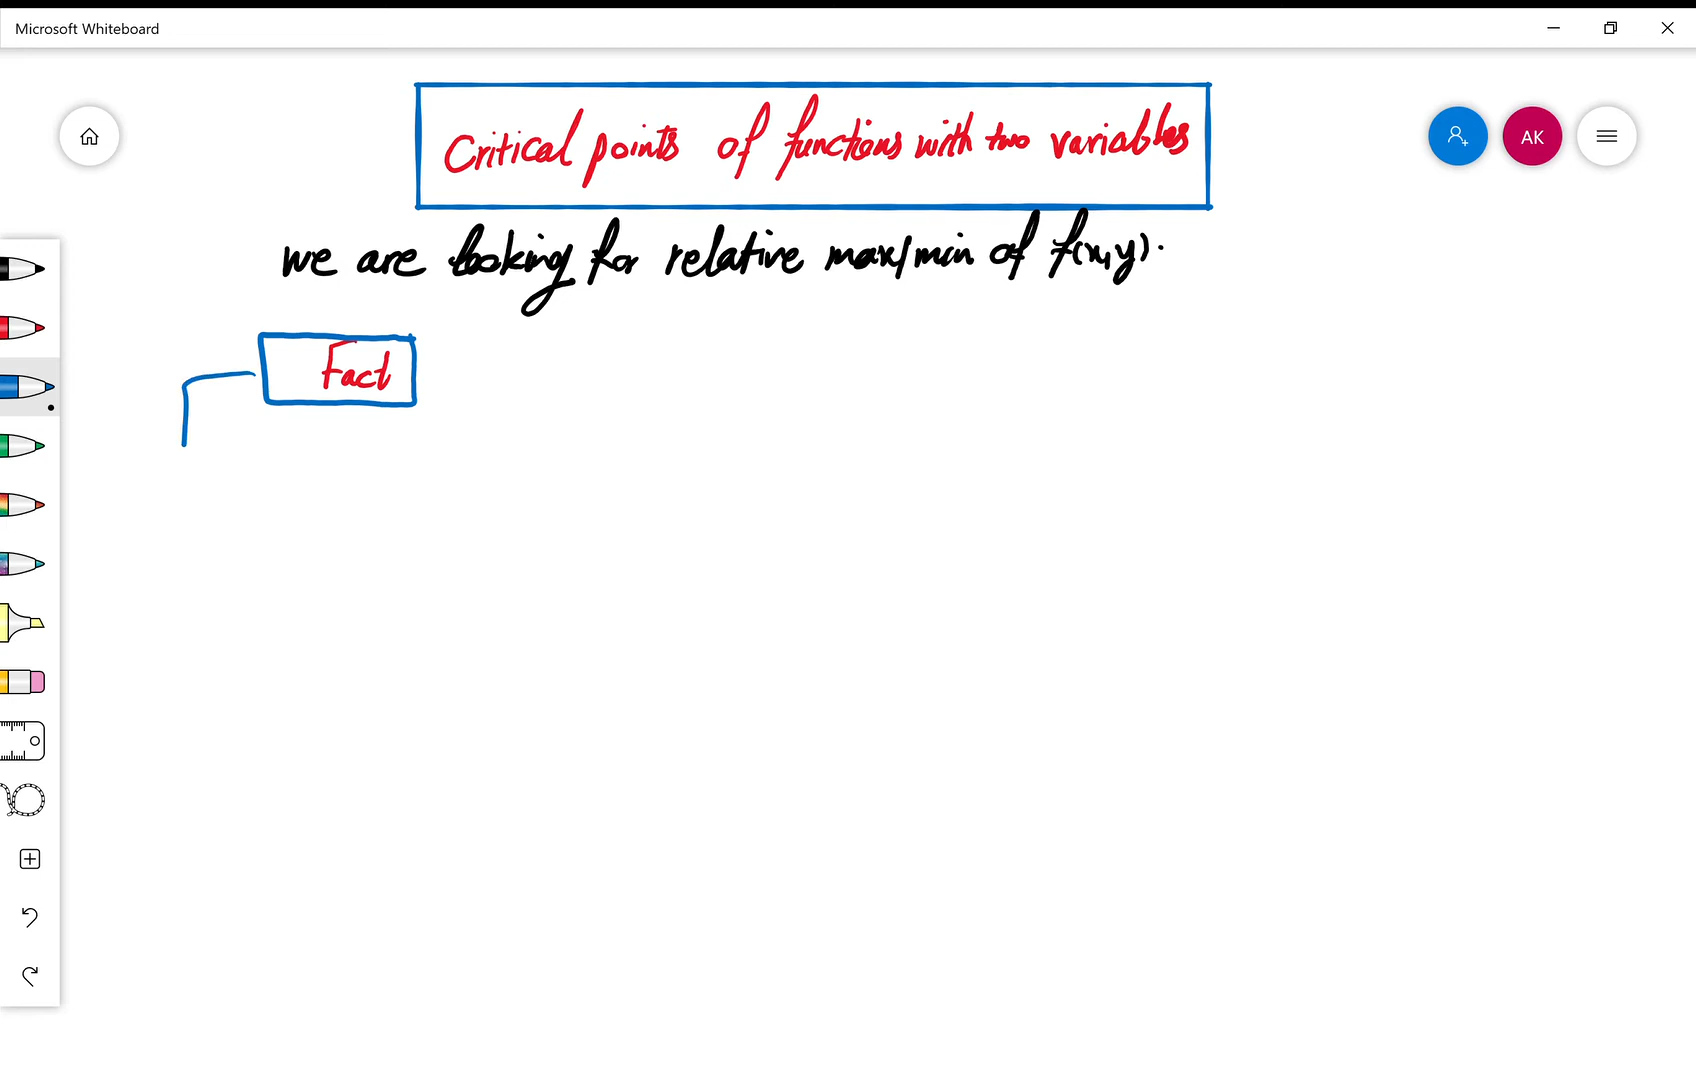 Microsoft Whiteboard
Critical points of functions with two variables
AK
we are looking for relative max/min of f(x,y).
Fact